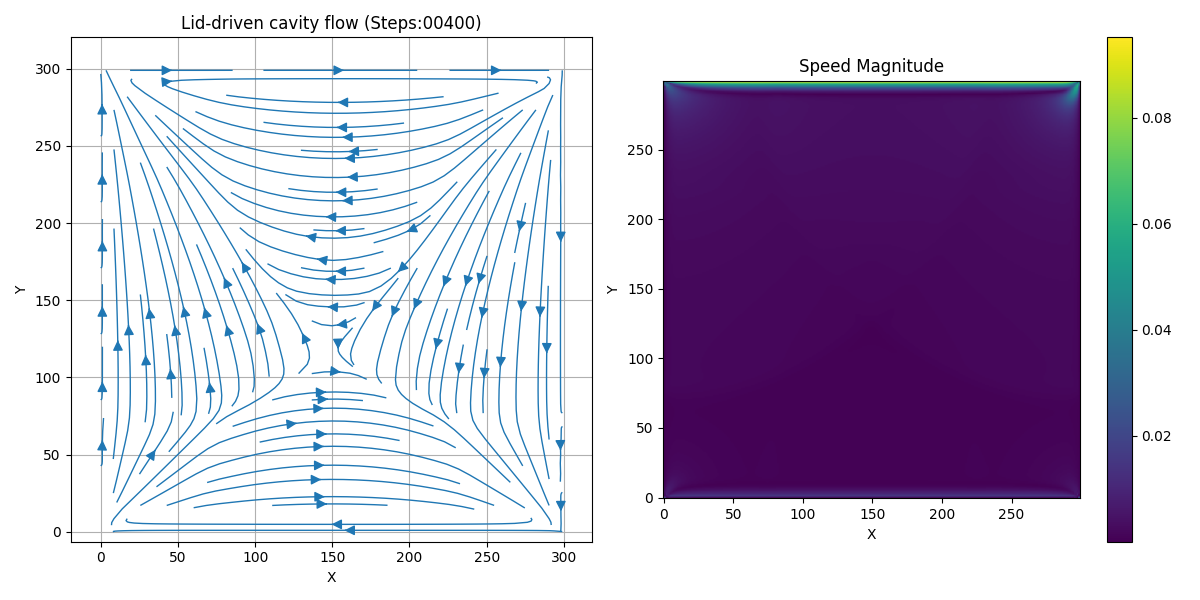 Lid-driven cavity flow (Steps:00400)
300
250
200
150
100
50
0
Y
0 50 100 150 200 250 300
X
Speed Magnitude
250
200
150
100
50
0
Y
0 50 100 150 200 250
X
0.08
0.06
0.04
0.02